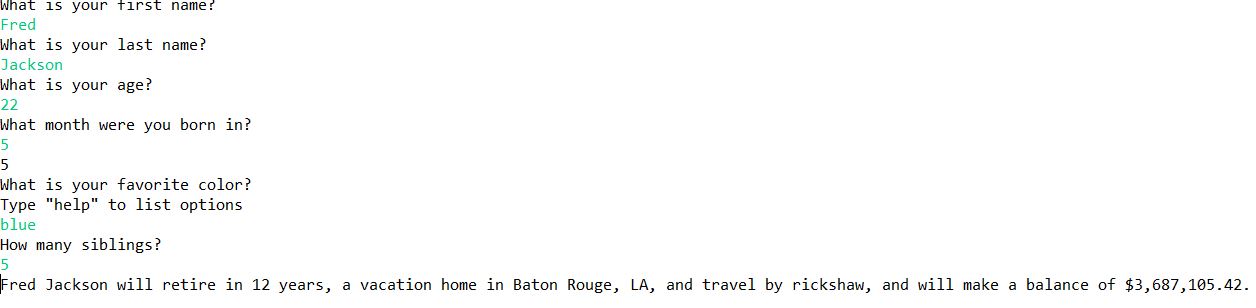 What is your first name?
Fred
What is your last name?
Jackson
What is your age?
22
What month were you born in?
5
5
What is your favorite color?
Type "help" to list options
blue
How many siblings?
5
Fred Jackson will retire in 12 years, a vacation home in Baton Rouge, LA, and travel by rickshaw, and will make a balance of $3,687,105.42.